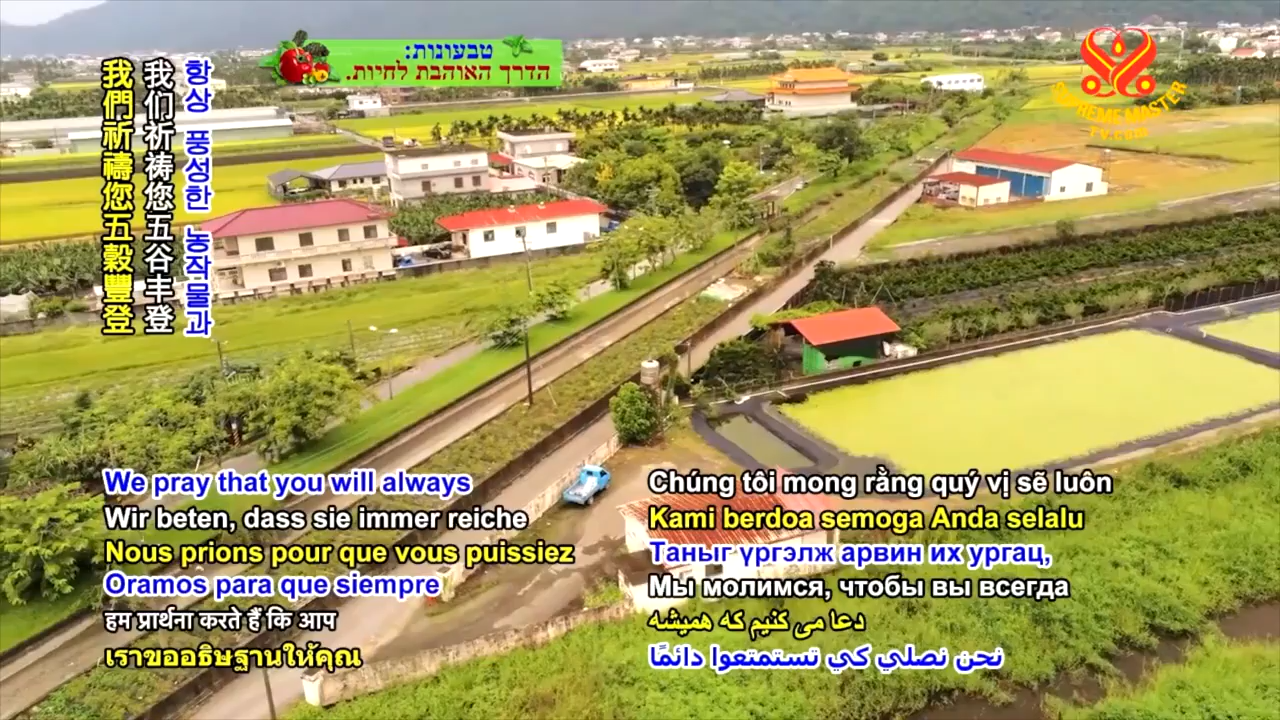 טבעונות:
הדרך האוהבת לחיות.
SUPREME MASTER
TV.com
我們祈禱您五穀豐登
我们祈祷您五谷丰登
항상 풍성한 농작물과
We pray that you will always
Wir beten, dass sie immer reiche
Nous prions pour que vous puissiez
Oramos para que siempre
हम प्रार्थना करते हैं कि आप
เราขออธิษฐานให้คุณ
Chúng tôi mong rằng quý vị sẽ luôn
Kami berdoa semoga Anda selalu
Таныг үргэлж арвин их ургац,
Мы молимся, чтобы вы всегда
دعا می کنیم که همیشه
نحن نصلي كي تستمتعوا دائمًا